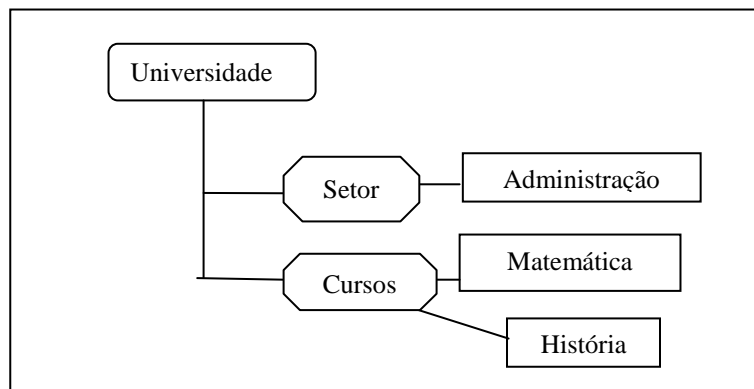 Universidade
Setor
Administração
Cursos
Matemática
História